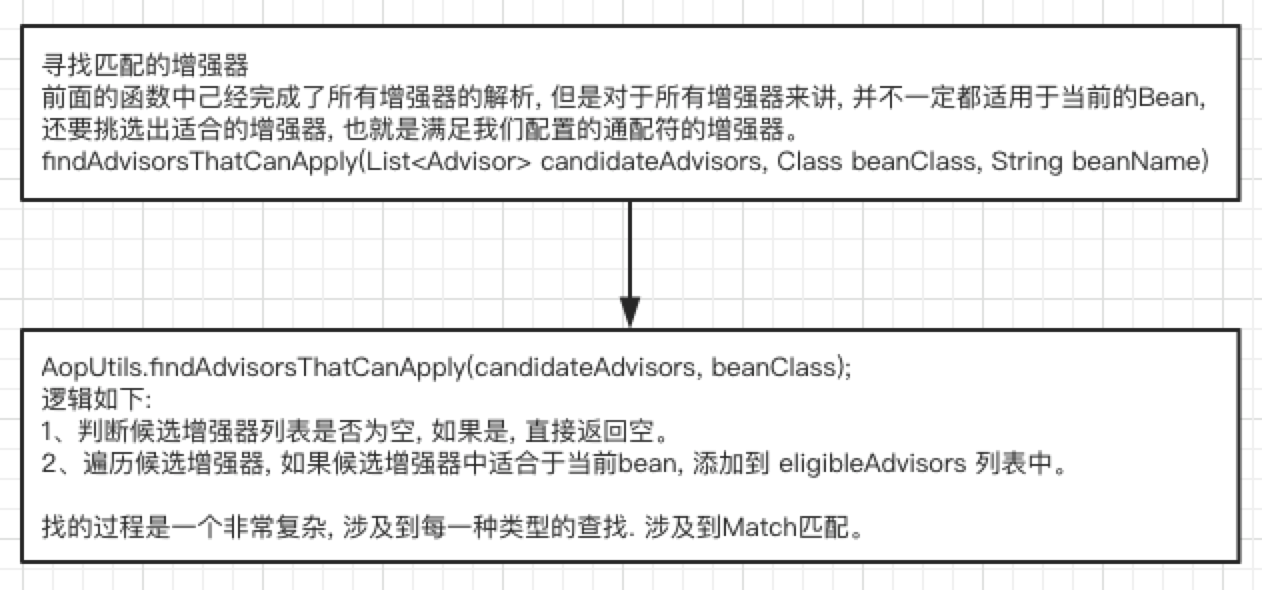 寻找匹配的增强器
前面的函数中己经完成了所有增强器的解析, 但是对于所有增强器来讲, 并不一定都适用于当前的Bean,
还要挑选出适合的增强器, 也就是满足我们配置的通配符的增强器。
findAdvisorsThatCanApply(List<Advisor> candidateAdvisors, Class beanClass, String beanName)
AopUtils.findAdvisorsThatCanApply(candidateAdvisors, beanClass);
逻辑如下:
1、判断候选增强器列表是否为空, 如果是, 直接返回空。
2、遍历候选增强器, 如果候选增强器中适合于当前bean, 添加到 eligibleAdvisors 列表中。
找的过程是一个非常复杂, 涉及到每一种类型的查找. 涉及到Match匹配。